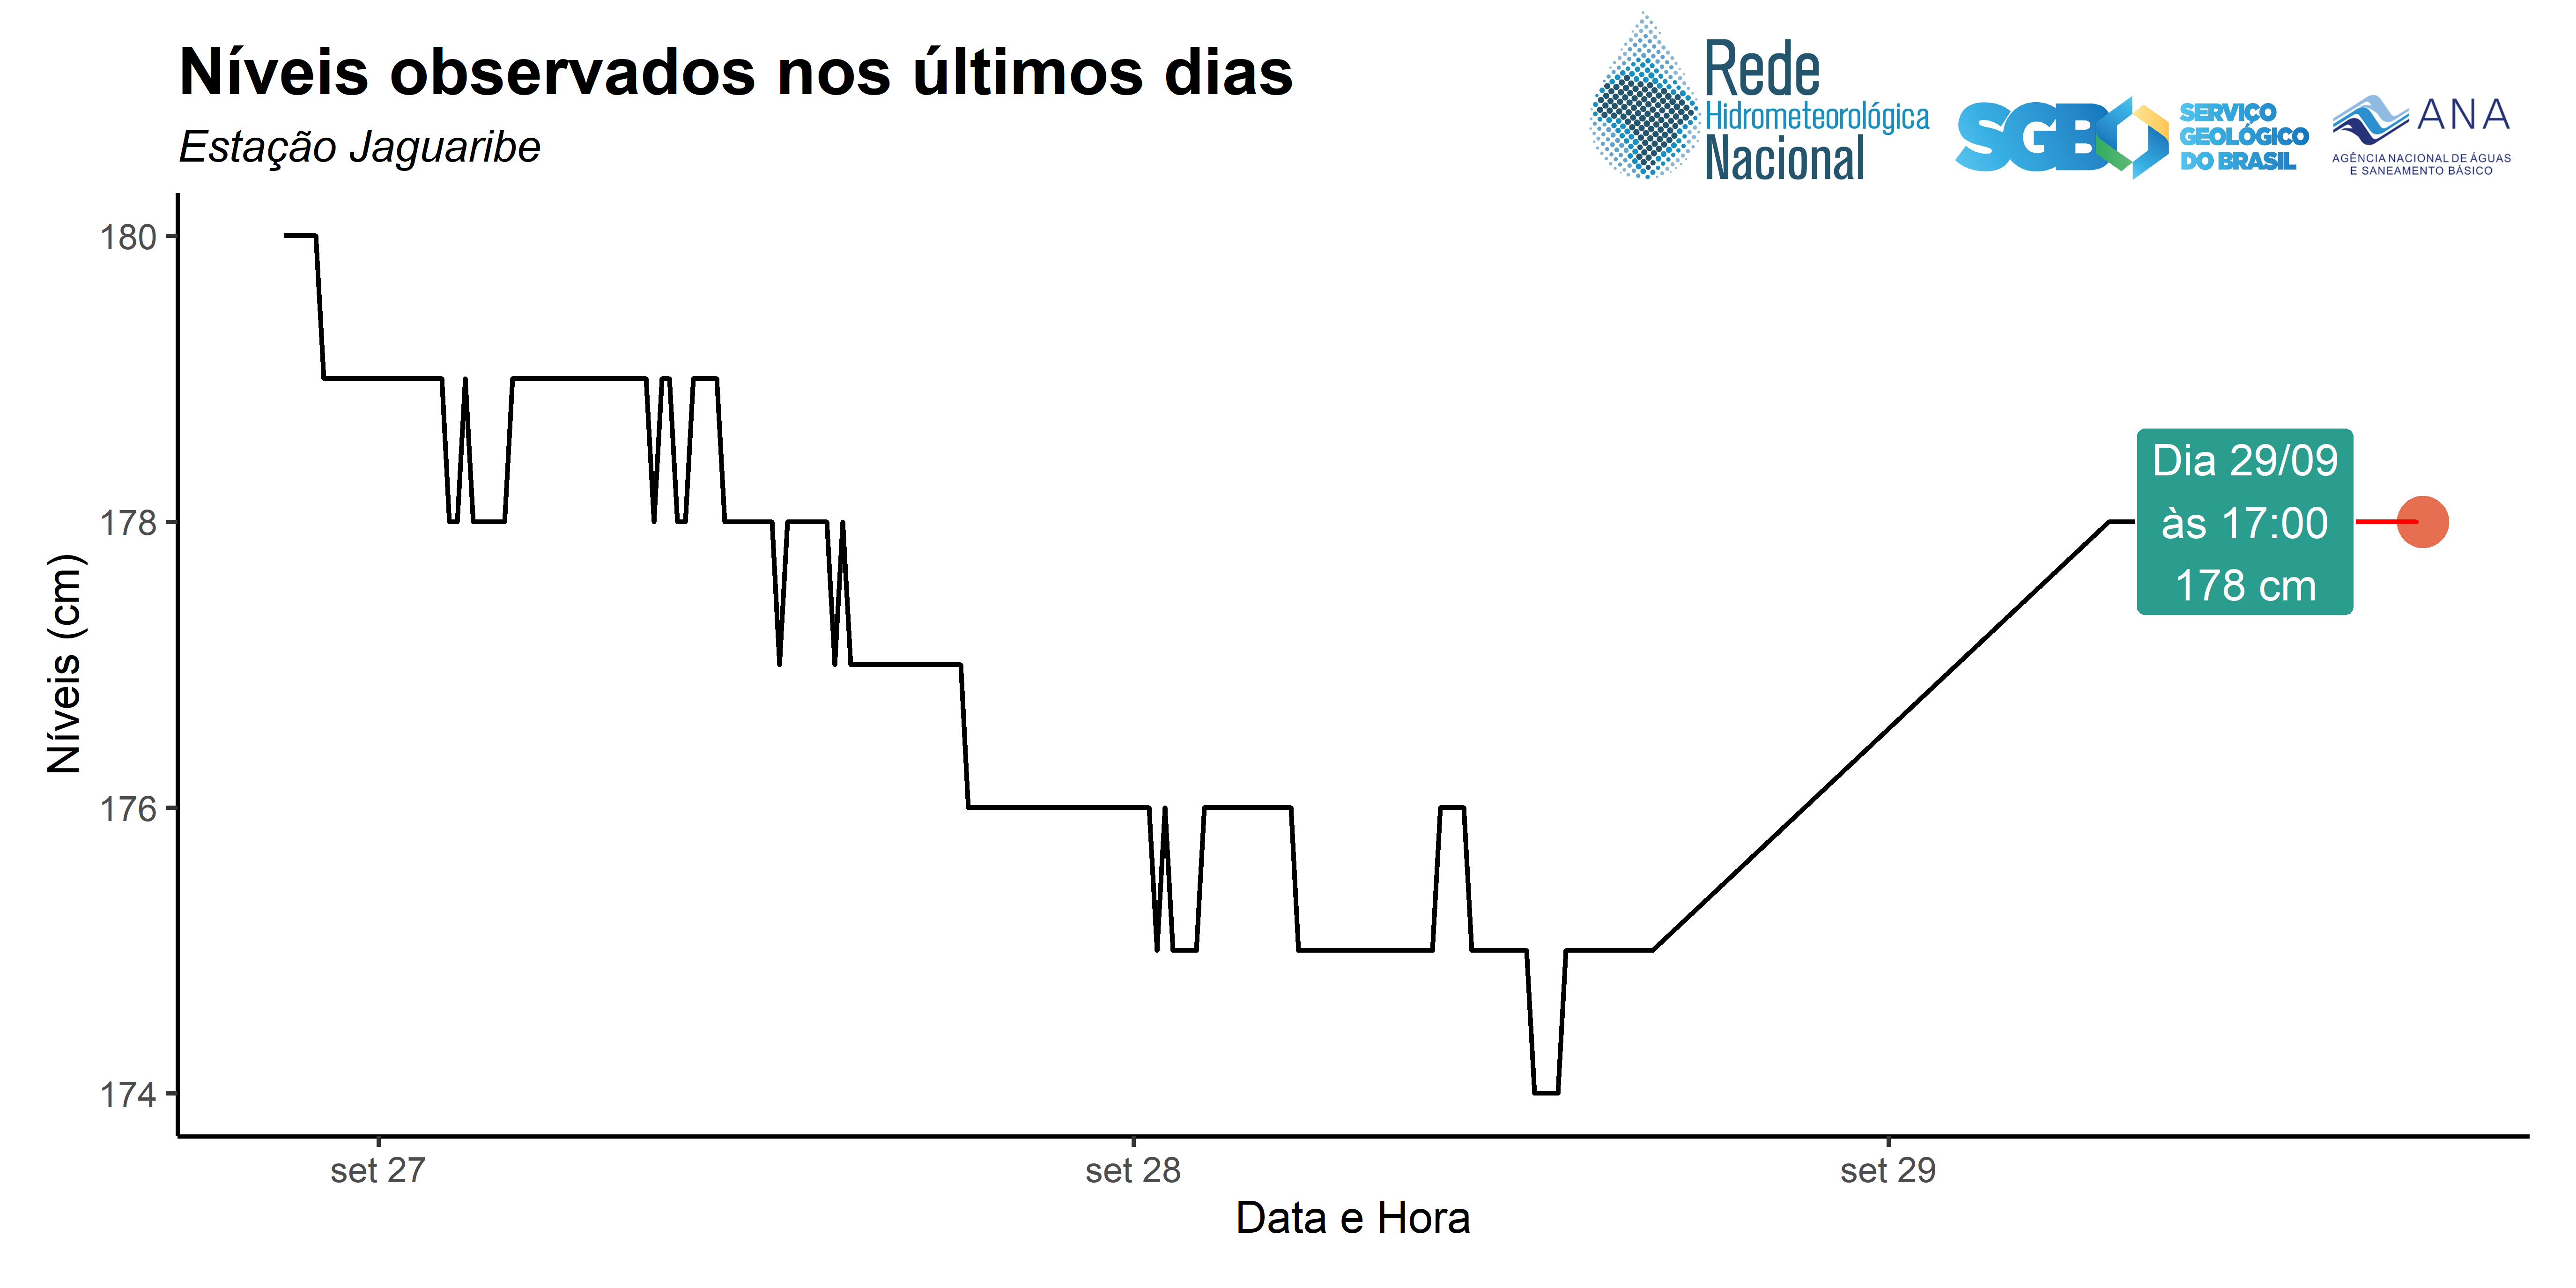 Níveis observados nos últimos dias
Estação Jaguaribe
Rede
Hidrometeorológica
Nacional
SGB
SERVIÇO
GEOLÓGICO
DO BRASIL
ANA
AGÊNCIA NACIONAL DE ÁGUAS
E SANEAMENTO BÁSICO
180
178
176
174
Níveis (cm)
Dia 29/09
às 17:00
178 cm
set 27
set 28
set 29
Data e Hora